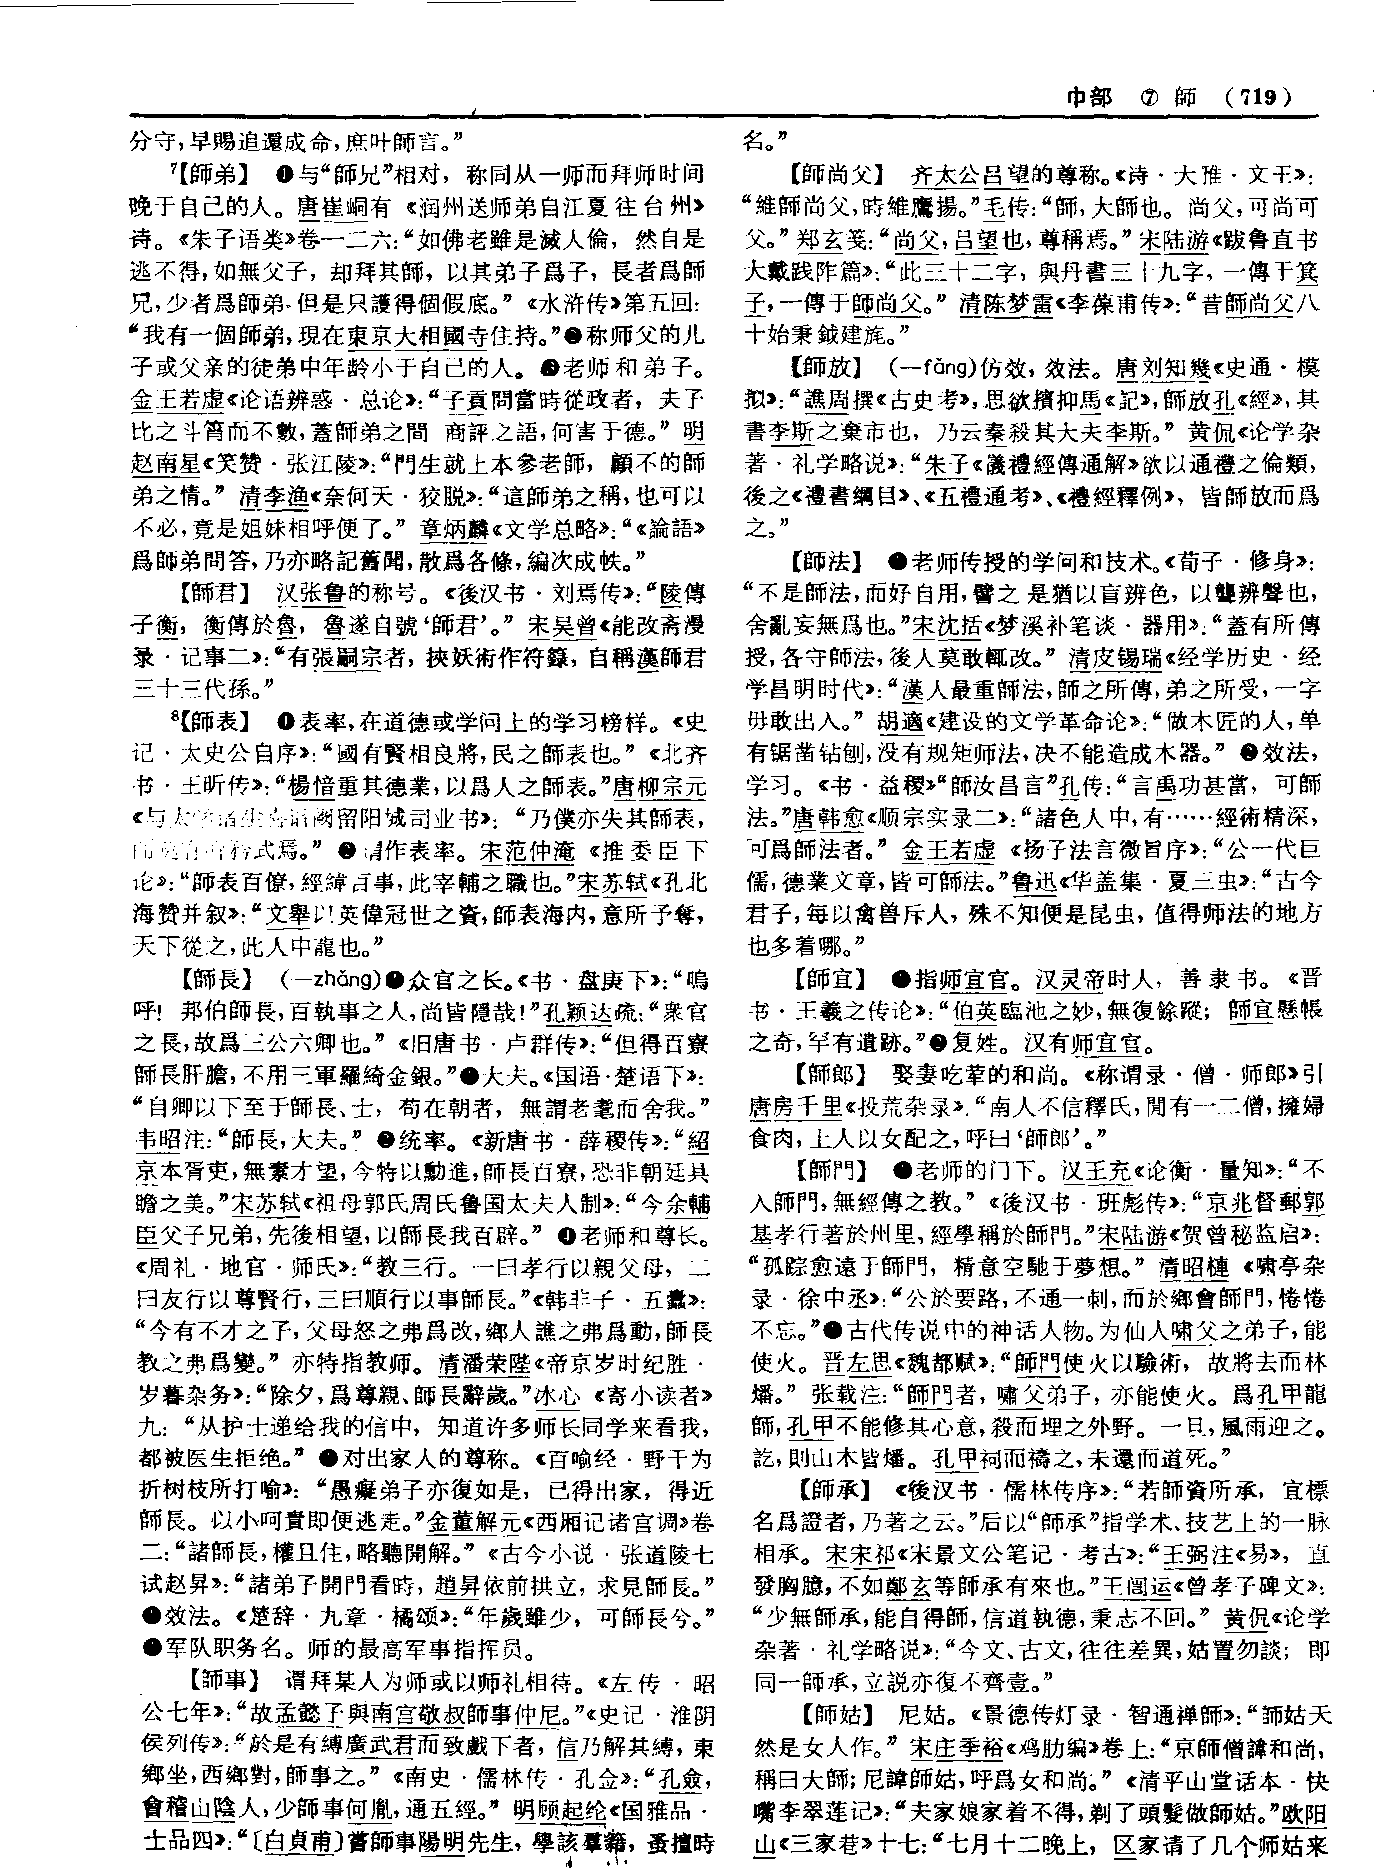 巾部 ⑦ 師 (719)
分守,早賜追還成命,庶叶師言。”
⁷【師弟】 ❶与“師兄”相对，称同从一师而拜师时间
晚于自己的人。唐崔峒有《润州送师弟自江夏往台州》
诗。《朱子语类》卷一二六:“如佛老雖是滅人倫，然自是
逃不得,如無父子，却拜其師，以其弟子爲子，長者爲師
兄,少者爲師弟,但是只護得個假底。”《水浒传》第五回:
“我有一個師弟,現在東京大相國寺住持。”❷称师父的儿
子或父亲的徒弟中年龄小于自己的人。❸老师和弟子。
金王若虚《论语辨惑·总论》:“子貢問當時從政者，夫子
比之斗筲而不數,蓋師弟之間 商評之語,何害于德。”明
赵南星《笑赞·张江陵》:“門生就上本參老師，顧不的師
弟之情。”清李渔《奈何天·狡脱》:“這師弟之稱,也可以
不必,竟是姐妹相呼便了。”章炳麟《文学总略》:“《論語》
爲師弟問答,乃亦略記舊聞,散爲各條,編次成帙。”
【師君】 汉张鲁的称号。《後汉书·刘焉传》:“陵傳
子衡，衡傳於魯，魯遂自號‘師君’。”宋吴曾《能改斋漫
录·记事二》:“有張嗣宗者，挾妖術作符籙，自稱漢師君
三十三代孫。”
⁸【師表】 ❶表率,在道德或学问上的学习榜样。《史
记·太史公自序》:“國有賢相良將,民之師表也。”《北齐
书·王昕传》:“楊愔重其德業,以爲人之師表。”唐柳宗元
《与太学诸生喜诣阙留阳城司业书》:“乃僕亦失其師表，
式焉。”❷谓作表率。宋范仲淹《推委臣下
论》:“師表百僚,經緯百事,此宰輔之職也。”宋苏轼《孔北
海赞并叙》:“文舉以英偉冠世之資,師表海内,意所予奪，
天下從之,此人中龍也。”
【師長】 (—zhǎng)❶众官之长。《书·盘庚下》:“嗚
呼! 邦伯師長,百執事之人,尚皆隱哉!”孔颖达疏:“衆官
之長,故爲三公六卿也。”《旧唐书·卢群传》:“但得百寮
師長肝膽,不用三軍羅綺金銀。”❷大夫。《国语·楚语下》:
“自卿以下至于師長、士，苟在朝者，無謂老耄而舍我。”
韦昭注:“師長,大夫。”❸统率。《新唐书·薛稷传》:“紹
京本胥吏,無素才望,今特以勳進,師長百寮,恐非朝廷具
瞻之美。”宋苏轼《祖母郭氏周氏鲁国太夫人制》:“今余輔
臣父子兄弟,先後相望,以師長我百辟。”❹老师和尊长。
《周礼·地官·师氏》:“教三行。一曰孝行以親父母，二
曰友行以尊賢行,三曰順行以事師長。”《韩非子·五蠹》:
“今有不才之子,父母怒之弗爲改,鄉人譙之弗爲動,師長
教之弗爲變。”亦特指教师。清潘荣陛《帝京岁时纪胜·
岁暮杂务》:“除夕,爲尊親、師長辭歲。”冰心《寄小读者》
九:“从护士递给我的信中，知道许多师长同学来看我，
都被医生拒绝。”❺对出家人的尊称。《百喻经·野干为
折树枝所打喻》:“愚癡弟子亦復如是，已得出家，得近
師長。以小呵責即便逃走。”金董解元《西厢记诸宫调》卷
二:“諸師長,權且住,略聽開解。”《古今小说·张道陵七
试赵昇》:“諸弟子開門看時，趙昇依前拱立，求見師長。”
❻效法。《楚辞·九章·橘颂》:“年歲雖少，可師長兮。”
❼军队职务名。师的最高军事指挥员。
【師事】 谓拜某人为师或以师礼相待。《左传·昭
公七年》:“故孟懿子與南宫敬叔師事仲尼。”《史记·淮阴
侯列传》:“於是有縛廣武君而致戲下者，信乃解其縛，東
鄉坐,西鄉對,師事之。”《南史·儒林传·孔佥》:“孔僉，
會稽山陰人,少師事何胤,通五經。”明顾起纶《国雅品·
士品四》:“〔白貞甫〕嘗師事陽明先生，學該羣籍，蚤擅時
名。”
【師尚父】 齐太公吕望的尊称。《诗·大雅·文王》:
“維師尚父,時維鷹揚。”毛传:“師,大師也。尚父,可尚可
父。”郑玄笺:“尚父,吕望也,尊稱焉。”宋陆游《跋鲁直书
大戴践阼篇》:“此三十二字，與丹書三十九字，一傳于箕
子,一傳于師尚父。”清陈梦雷《李葆甫传》:“昔師尚父八
十始秉鉞建旄。”
【師放】 (—fǎng)仿效，效法。唐刘知幾《史通·模
拟》:“譙周撰《古史考》,思欲擯抑馬《記》,師放孔《經》,其
書李斯之棄市也，乃云秦殺其大夫李斯。”黄侃《论学杂
著·礼学略说》:“朱子《儀禮經傳通解》欲以通禮之倫類，
後之《禮書綱目》、《五禮通考》、《禮經釋例》，皆師放而爲
之。”
【師法】 ❶老师传授的学问和技术。《荀子·修身》:
“不是師法,而好自用,譬之 是猶以盲辨色，以聾辨聲也，
舍亂妄無爲也。”宋沈括《梦溪补笔谈·器用》:“蓋有所傳
授,各守師法,後人莫敢輒改。”清皮锡瑞《经学历史·经
学昌明时代》:“漢人最重師法,師之所傳,弟之所受,一字
毋敢出入。”胡適《建设的文学革命论》:“做木匠的人,单
有锯凿钻刨,没有规矩师法,决不能造成木器。”❷效法，
学习。《书·益稷》“師汝昌言”孔传:“言禹功甚當，可師
法。”唐韩愈《顺宗实录二》:“諸色人中,有……經術精深，
可爲師法者。”金王若虚《扬子法言微旨序》:“公一代巨
儒,德業文章,皆可師法。”鲁迅《华盖集·夏三虫》:“古今
君子,每以禽兽斥人，殊不知便是昆虫，值得师法的地方
也多着哪。”
【師宜】 ❶指师宜官。汉灵帝时人，善隶书。《晋
书·王羲之传论》:“伯英臨池之妙,無復餘蹤；師宜懸帳
之奇,罕有遺跡。”❷复姓。汉有师宜官。
【師郎】 娶妻吃荤的和尚。《称谓录·僧·师郎》引
唐房千里《投荒杂录》:“南人不信釋氏,間有一二僧,擁婦
食肉,土人以女配之,呼曰‘師郎’。”
【師門】 ❶老师的门下。汉王充《论衡·量知》:“不
入師門,無經傳之教。”《後汉书·班彪传》:“京兆督郵郭
基孝行著於州里,經學稱於師門。”宋陆游《贺曾秘监启》:
“孤踪愈遠于師門，精意空馳于夢想。”清昭槤《啸亭杂
录·徐中丞》:“公於要路,不通一刺,而於鄉會師門,惓惓
不忘。”❷古代传说中的神话人物。为仙人啸父之弟子,能
使火。晋左思《魏都赋》:“師門使火以驗術，故將去而林
燔。”张载注:“師門者，嘯父弟子，亦能使火。爲孔甲龍
師,孔甲不能修其心意,殺而埋之外野。一旦,風雨迎之。
訖,則山木皆燔。孔甲祠而禱之,未還而道死。”
【師承】 《後汉书·儒林传序》:“若師資所承，宜標
名爲證者,乃著之云。”后以“師承”指学术、技艺上的一脉
相承。宋宋祁《宋景文公笔记·考古》:“王弼注《易》，直
發胸臆,不如鄭玄等師承有來也。”王闿运《曾孝子碑文》:
“少無師承,能自得師,信道執德,秉志不回。”黄侃《论学
杂著·礼学略说》:“今文、古文,往往差異,姑置勿談；即
同一師承,立説亦復不齊壹。”
【師姑】 尼姑。《景德传灯录·智通禅師》:“師姑天
然是女人作。”宋庄季裕《鸡肋编》卷上:“京師僧諱和尚，
稱曰大師；尼諱師姑,呼爲女和尚。”《清平山堂话本·快
嘴李翠莲记》:“夫家娘家着不得,剃了頭髮做師姑。”欧阳
山《三家巷》十七:“七月十二晚上，区家请了几个师姑来